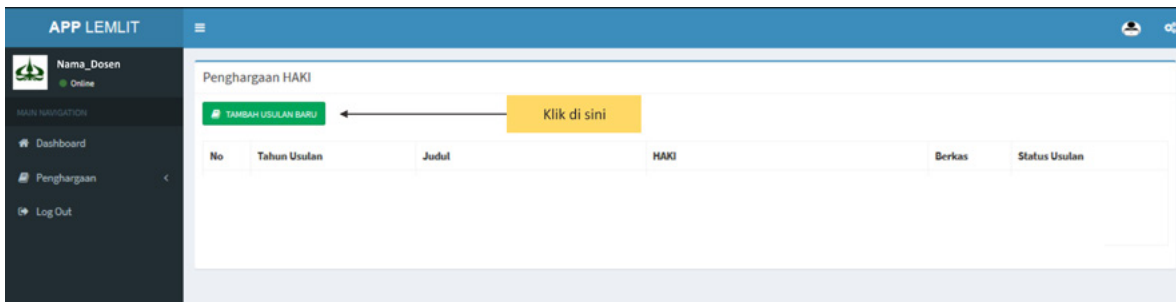 APP LEMLIT
Nama_Dosen
Online
MAIN NAVIGATION
Dashboard
Penghargaan
Log Out
Penghargaan HAKI
TAMBAH USULAN BARU
Klik di sini
No Tahun Usulan Judul HAKI Berkas Status Usulan